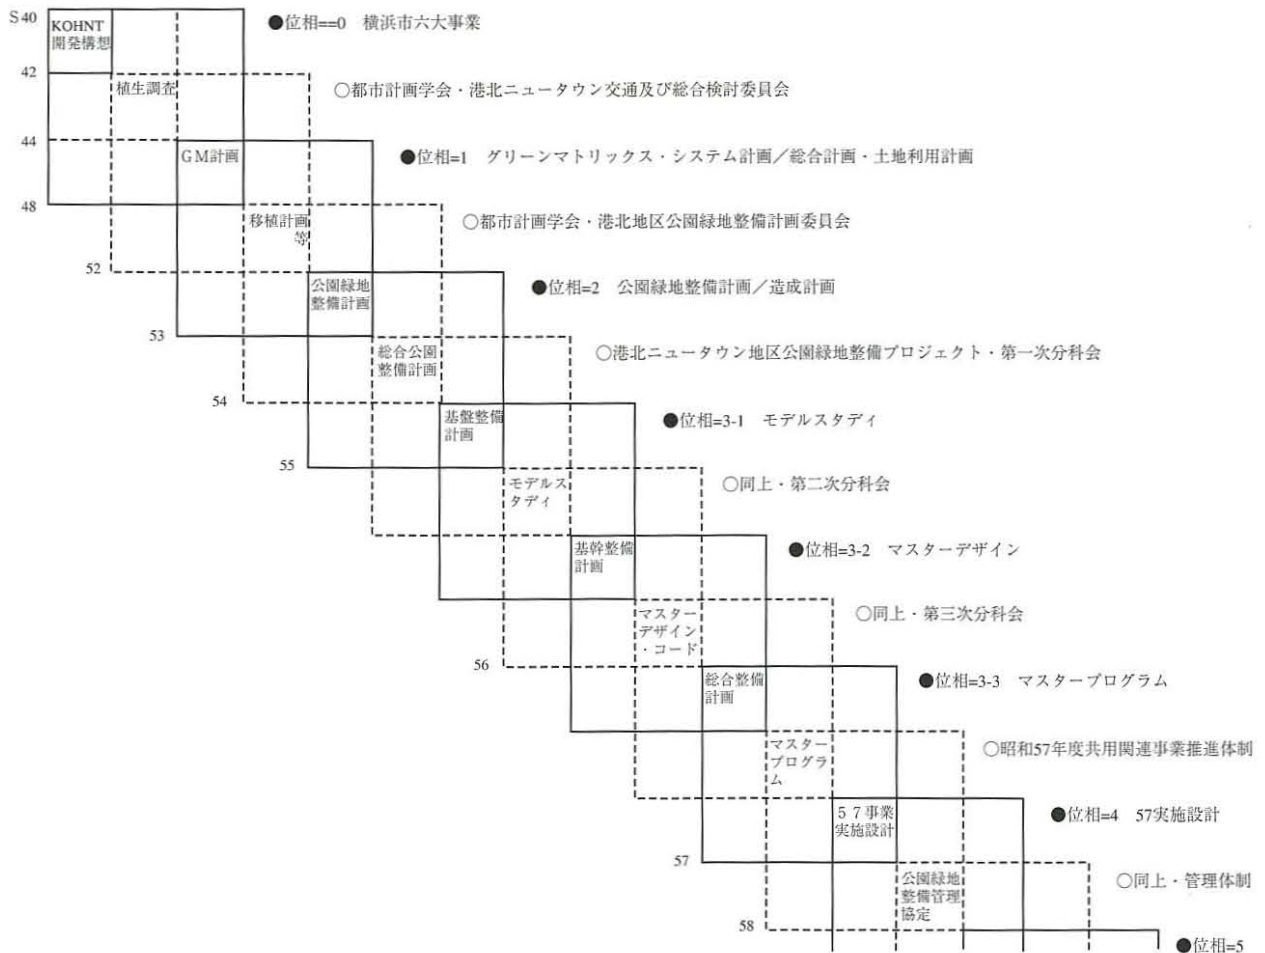 S40
KOHNT
開発構想
●位相==0　横浜市六大事業
42
植生調査
○都市計画学会・港北ニュータウン交通及び総合検討委員会
44
GM計画
●位相=1　グリーンマトリックス・システム計画／総合計画・土地利用計画
48
移植計画
等
○都市計画学会・港北地区公園緑地整備計画委員会
52
公園緑地
整備計画
●位相=2　公園緑地整備計画／造成計画
53
総合公園
整備計画
○港北ニュータウン地区公園緑地整備プロジェクト・第一次分科会
54
基盤整備
計画
●位相=3-1　モデルスタディ
55
モデルス
タディ
○同上・第二次分科会
基幹整備
計画
●位相=3-2　マスターデザイン
マスター
デザイン
・コード
○同上・第三次分科会
56
総合整備
計画
●位相=3-3　マスタープログラム
マスター
プログラ
ム
○昭和57年度共用関連事業推進体制
５７事業
実施設計
●位相=4　57実施設計
57
公園緑地
整備管理
協定
○同上・管理体制
58
●位相=5